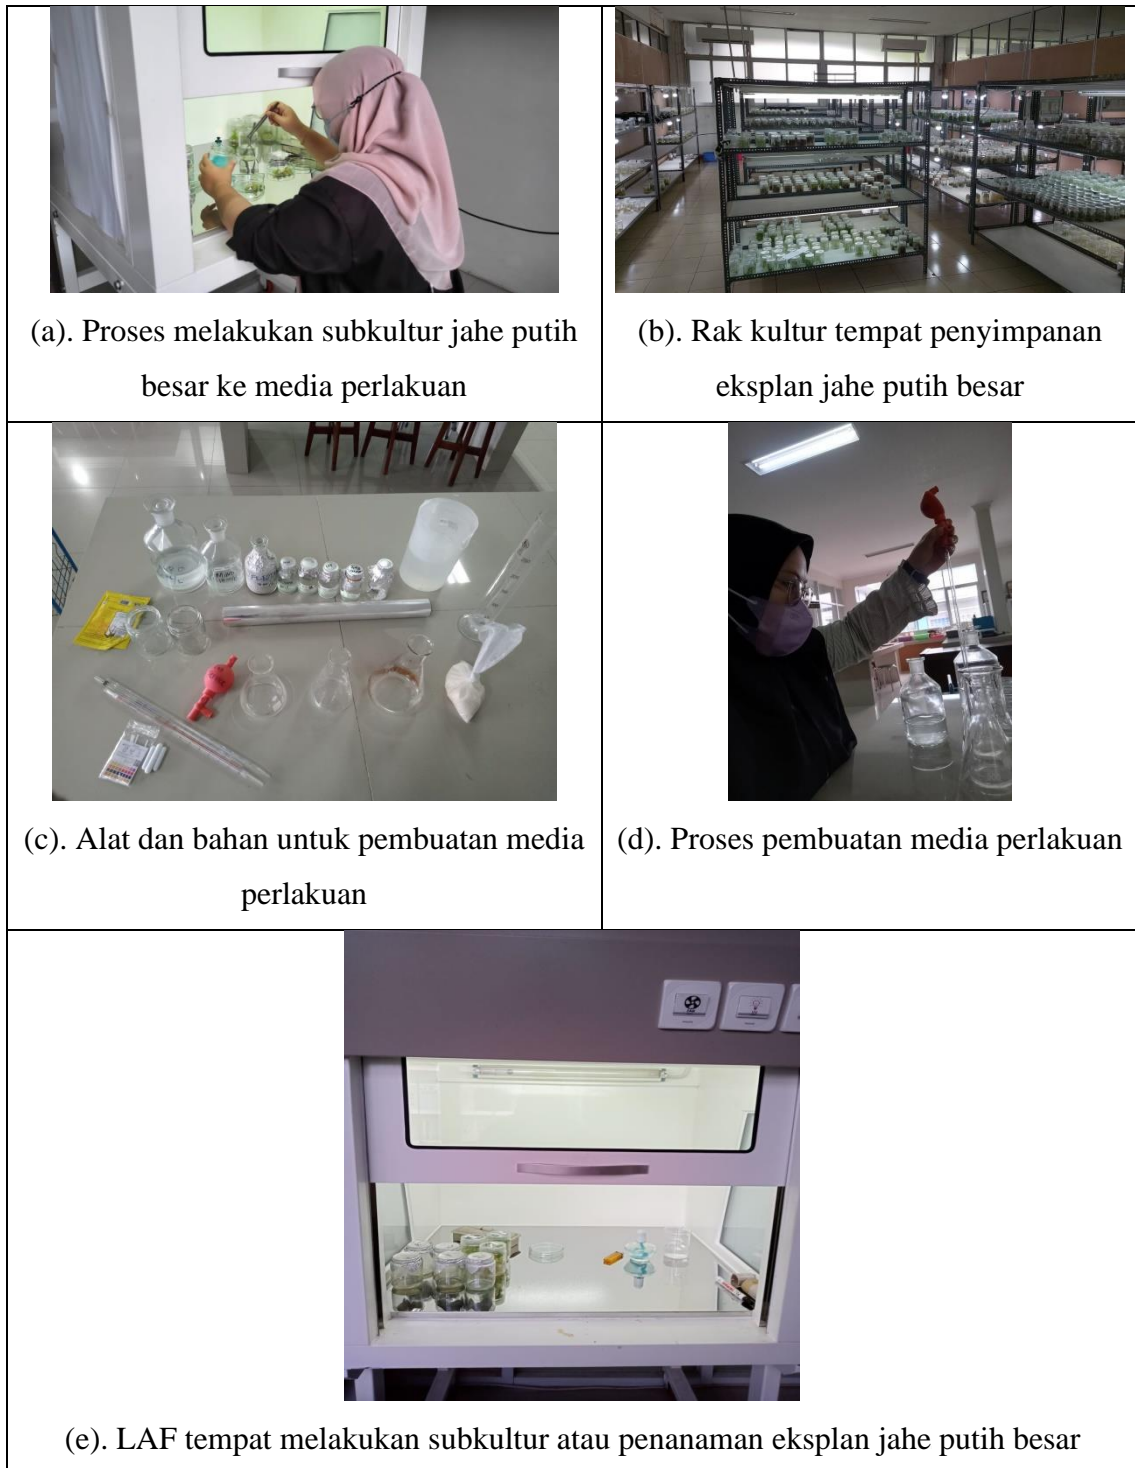 (a). Proses melakukan subkultur jahe putih
besar ke media perlakuan
(b). Rak kultur tempat penyimpanan
eksplan jahe putih besar
(c). Alat dan bahan untuk pembuatan media
perlakuan
(d). Proses pembuatan media perlakuan
(e). LAF tempat melakukan subkultur atau penanaman eksplan jahe putih besar